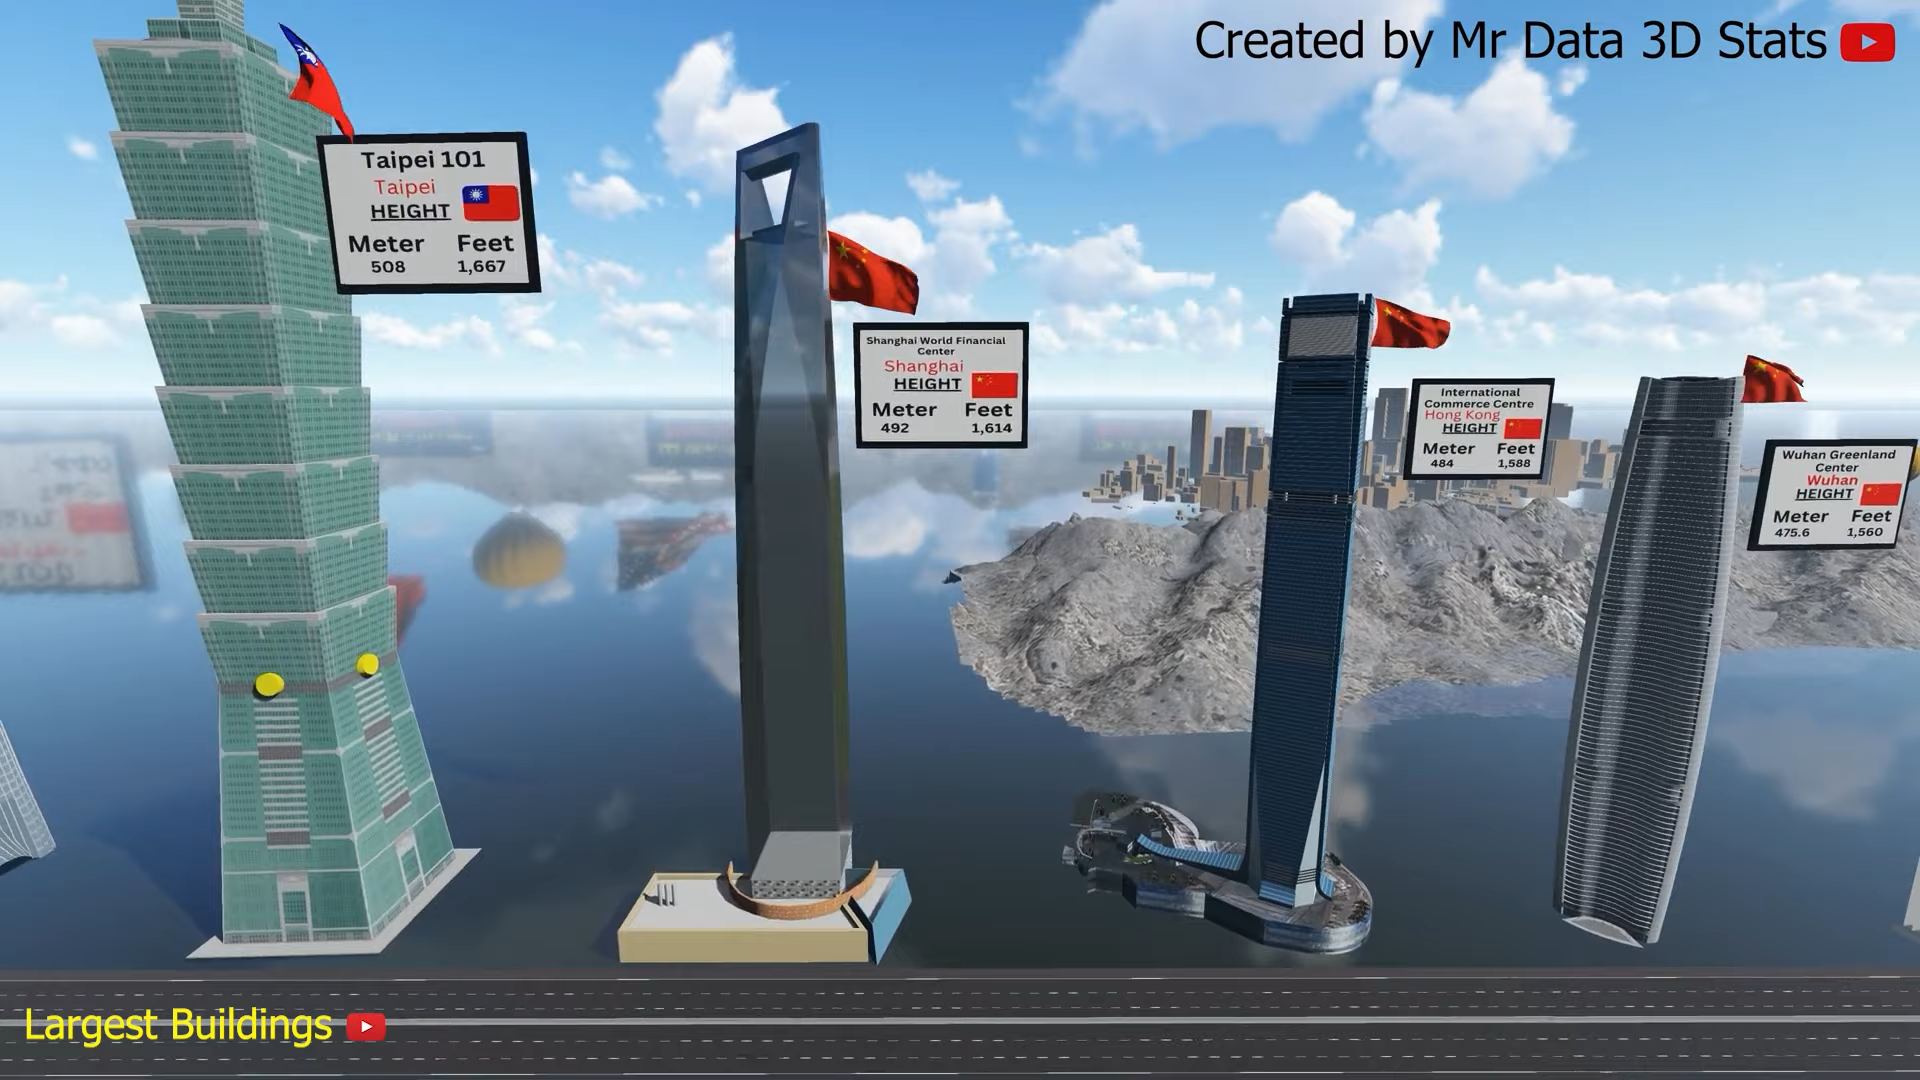 Created by Mr Data 3D Stats
Taipei 101
Taipei
HEIGHT
Meter Feet
508 1,667
Shanghai World Financial
Center
Shanghai
HEIGHT
Meter Feet
492 1,614
International
Commerce Centre
Hong Kong
HEIGHT
Meter Feet
484 1,588
Wuhan Greenland
Center
Wuhan
HEIGHT
Meter Feet
475.6 1,560
Largest Buildings